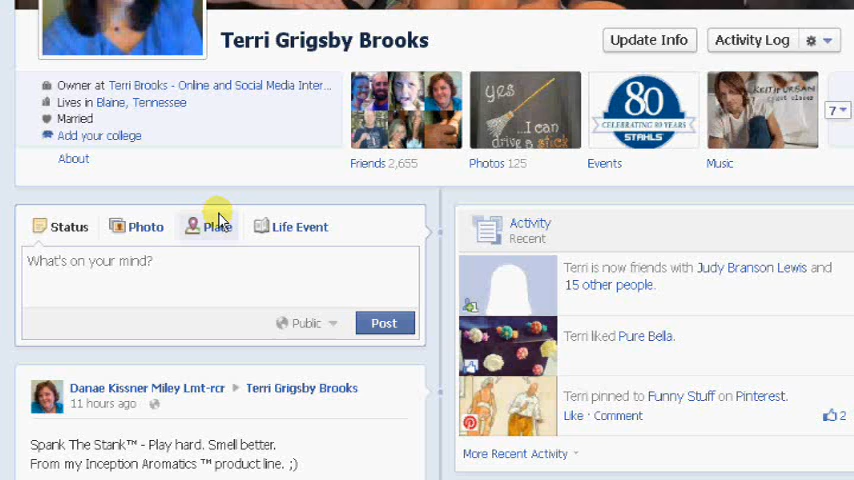 Terri Grigsby Brooks
Update Info
Activity Log
Owner at Terri Brooks - Online and Social Media Inter...
Lives in Blaine, Tennessee
Married
Add your college
About
yes
...I can
drive a stick
80
CELEBRATING 80 YEARS
STAHLS'
KEITH URBAN
Friends 2,655
Photos 125
Events
Music
7
Status
Photo
Place
Life Event
What's on your mind?
Public
Post
Activity
Recent
Terri is now friends with Judy Branson Lewis and
15 other people.
Terri liked Pure Bella.
Terri pinned to Funny Stuff on Pinterest.
Like · Comment
2
More Recent Activity
Danae Kissner Miley Lmt-rcr ▸ Terri Grigsby Brooks
11 hours ago
Spank The Stank™ - Play hard. Smell better.
From my Inception Aromatics ™ product line. ;)